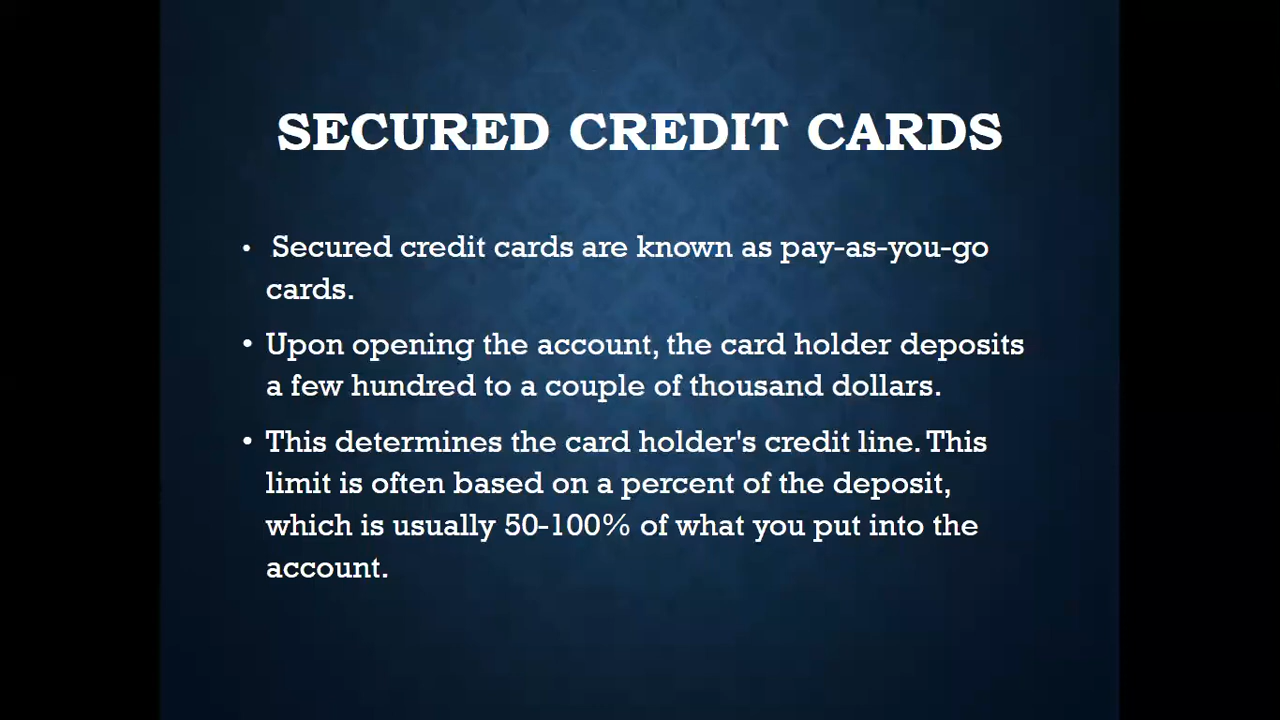 SECURED CREDIT CARDS
• Secured credit cards are known as pay-as-you-go
cards.
• Upon opening the account, the card holder deposits
a few hundred to a couple of thousand dollars.
• This determines the card holder's credit line. This
limit is often based on a percent of the deposit,
which is usually 50-100% of what you put into the
account.